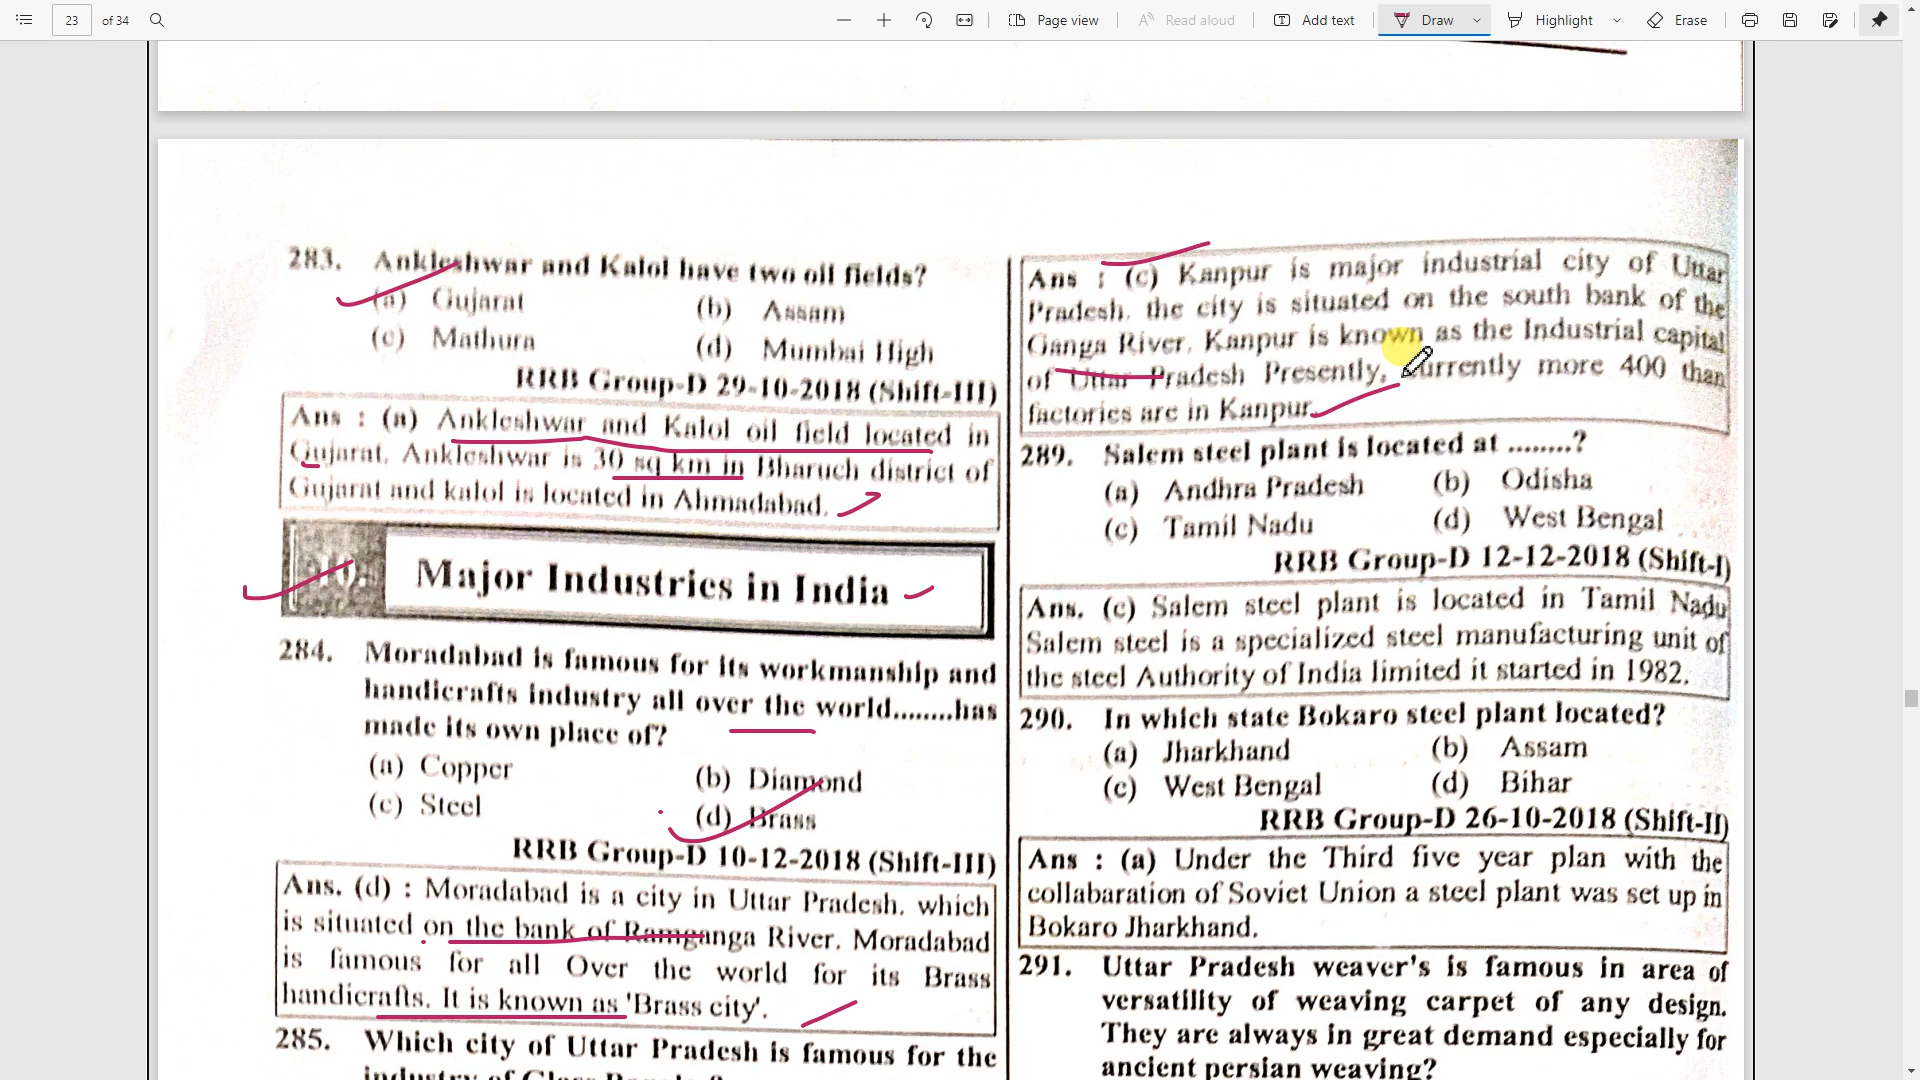 23 of 34
Page view
Read aloud
Add text
Draw
Highlight
Erase
283. Ankleshwar and Kalol have two oil fields?
(a) Gujarat (b) Assam
(c) Mathura (d) Mumbai High
RRB Group-D 29-10-2018 (Shift-III)
Ans : (a) Ankleshwar and Kalol oil field located in
Gujarat. Ankleshwar is 30 sq km in Bharuch district of
Gujarat and kalol is located in Ahmadabad.
10. Major Industries in India
284. Moradabad is famous for its workmanship and
handicrafts industry all over the world........has
made its own place of?
(a) Copper (b) Diamond
(c) Steel (d) Brass
RRB Group-D 10-12-2018 (Shift-III)
Ans. (d) : Moradabad is a city in Uttar Pradesh. which
is situated on the bank of Ramganga River. Moradabad
is famous for all Over the world for its Brass
handicrafts. It is known as 'Brass city'.
285. Which city of Uttar Pradesh is famous for the
industry of Glass
Ans : (c) Kanpur is major industrial city of Uttar
Pradesh. the city is situated on the south bank of the
Ganga River. Kanpur is known as the Industrial capital
of Uttar Pradesh Presently. Currently more 400 than
factories are in Kanpur.
289. Salem steel plant is located at ........?
(a) Andhra Pradesh (b) Odisha
(c) Tamil Nadu (d) West Bengal
RRB Group-D 12-12-2018 (Shift-I)
Ans. (c) Salem steel plant is located in Tamil Nadu
Salem steel is a specialized steel manufacturing unit of
the steel Authority of India limited it started in 1982.
290. In which state Bokaro steel plant located?
(a) Jharkhand (b) Assam
(c) West Bengal (d) Bihar
RRB Group-D 26-10-2018 (Shift-II)
Ans : (a) Under the Third five year plan with the
collabaration of Soviet Union a steel plant was set up in
Bokaro Jharkhand.
291. Uttar Pradesh weaver's is famous in area of
versatility of weaving carpet of any design.
They are always in great demand especially for
ancient persian weaving?